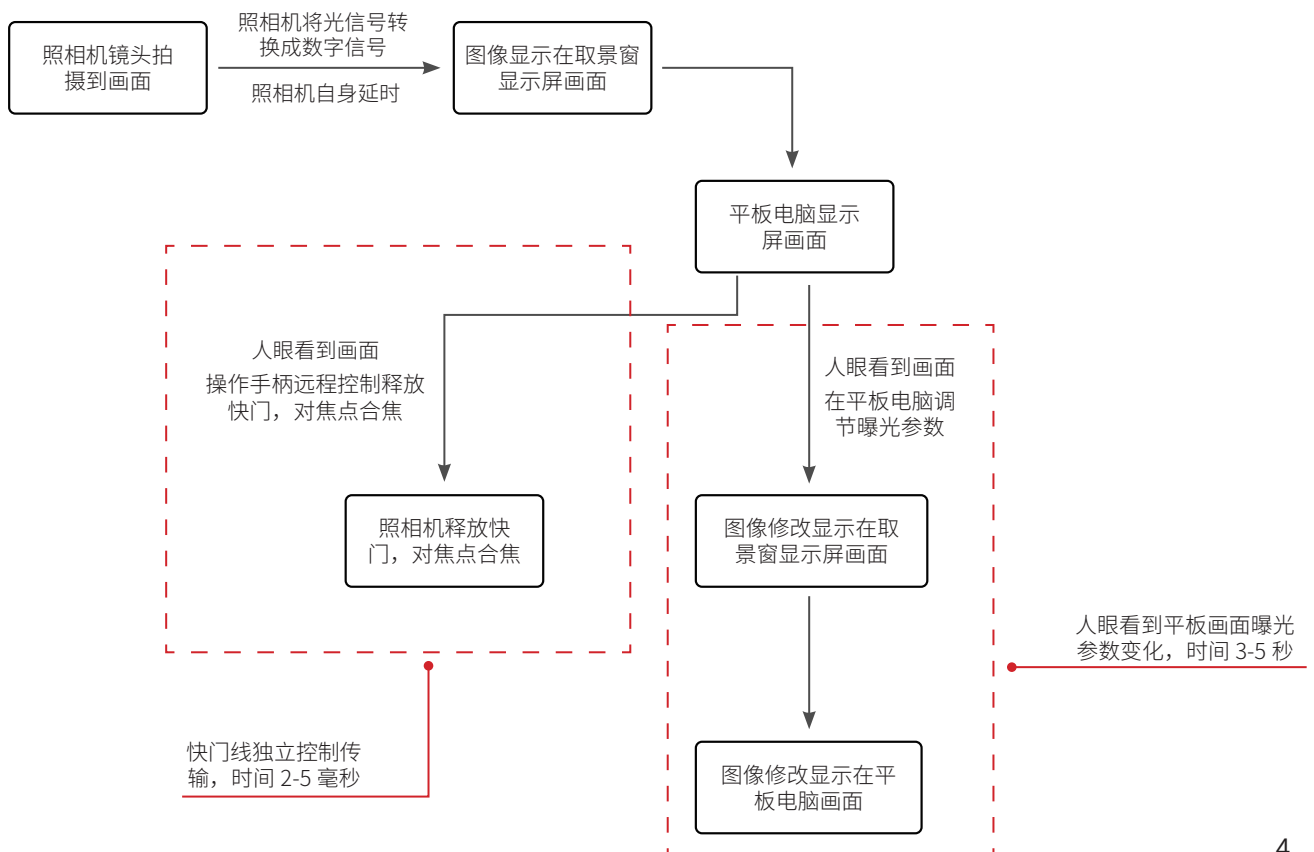 照相机镜头拍
摄到画面
照相机将光信号转
换成数字信号
照相机自身延时
图像显示在取景窗
显示屏画面
平板电脑显示
屏画面
人眼看到画面
操作手柄远程控制释放
快门，对焦点合焦
人眼看到画面
在平板电脑调
节曝光参数
照相机释放快
门，对焦点合焦
图像修改显示在取
景窗显示屏画面
人眼看到平板画面曝光
参数变化，时间 3-5 秒
快门线独立控制传
输，时间 2-5 毫秒
图像修改显示在平
板电脑画面
4